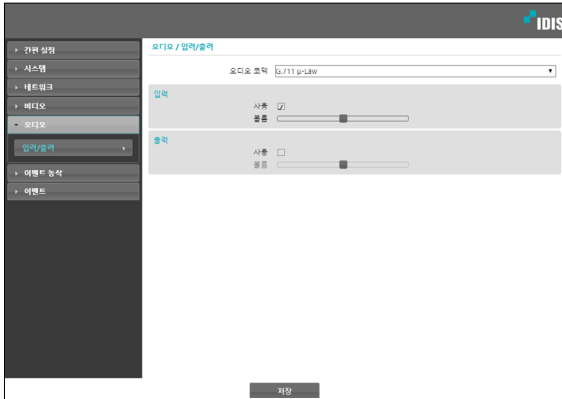 IDIS
간편 설정
시스템
네트워크
비디오
오디오
입력/출력
이벤트 동작
이벤트
오디오 / 입력/출력
오디오 코덱 G.711 μ-Law
입력
사용
볼륨
출력
사용
볼륨
저장